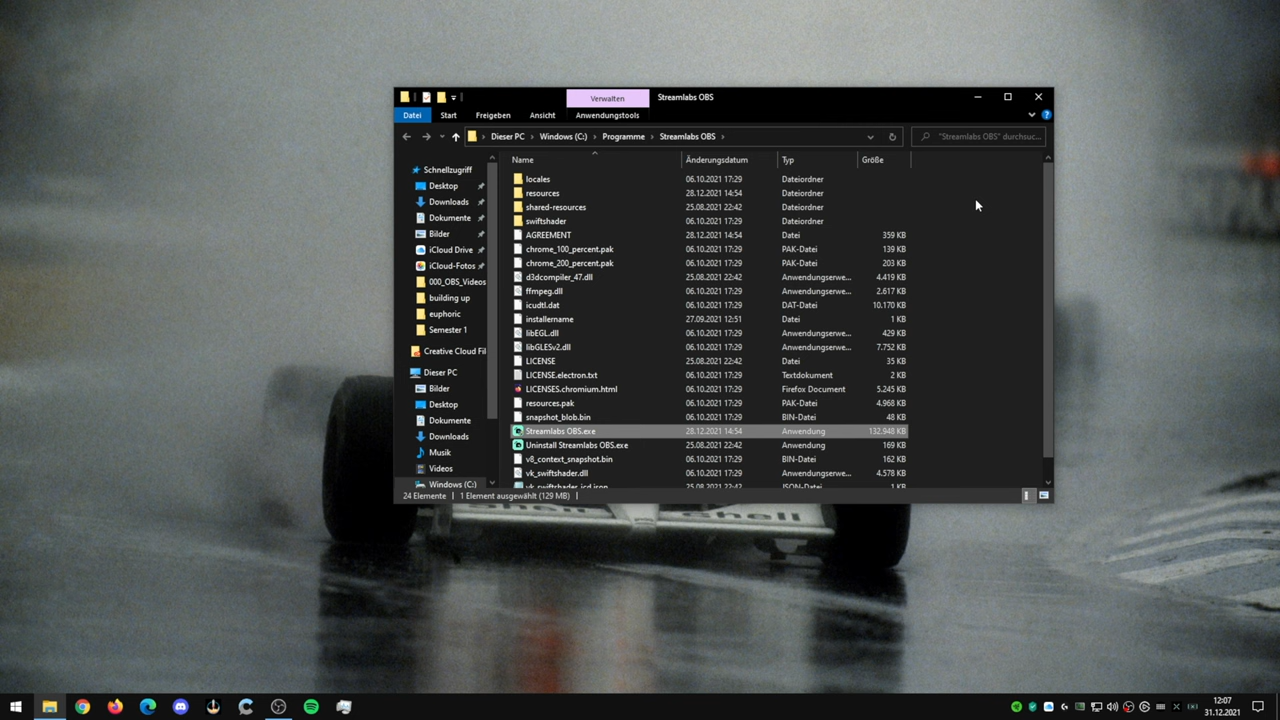 Verwalten
Streamlabs OBS
Datei Start Freigeben Ansicht Anwendungstools
Dieser PC Windows (C:) Programme Streamlabs OBS
"Streamlabs OBS" durchsuc...
Name Änderungsdatum Typ Größe
Schnellzugriff
Desktop
Downloads
Dokumente
Bilder
iCloud Drive
iCloud-Fotos
000_OBS_Videos
building up
euphoric
Semester 1
Creative Cloud Fil
Dieser PC
Bilder
Desktop
Dokumente
Downloads
Musik
Videos
Windows (C:)
locales 06.10.2021 17:29 Dateiordner
resources 28.12.2021 14:54 Dateiordner
shared-resources 25.08.2021 22:42 Dateiordner
swiftshader 06.10.2021 17:29 Dateiordner
AGREEMENT 28.12.2021 14:54 Datei 359 KB
chrome_100_percent.pak 06.10.2021 17:29 PAK-Datei 139 KB
chrome_200_percent.pak 06.10.2021 17:29 PAK-Datei 203 KB
d3dcompiler_47.dll 25.08.2021 22:42 Anwendungserwe... 4.419 KB
ffmpeg.dll 06.10.2021 17:29 Anwendungserwe... 2.617 KB
icudtl.dat 06.10.2021 17:29 DAT-Datei 10.170 KB
installername 27.09.2021 12:51 Datei 1 KB
libEGL.dll 06.10.2021 17:29 Anwendungserwe... 429 KB
libGLESv2.dll 06.10.2021 17:29 Anwendungserwe... 7.752 KB
LICENSE 25.08.2021 22:42 Datei 35 KB
LICENSE.electron.txt 06.10.2021 17:29 Textdokument 2 KB
LICENSES.chromium.html 06.10.2021 17:29 Firefox Document 5.245 KB
resources.pak 06.10.2021 17:29 PAK-Datei 4.968 KB
snapshot_blob.bin 06.10.2021 17:29 BIN-Datei 48 KB
Streamlabs OBS.exe 28.12.2021 14:54 Anwendung 132.948 KB
Uninstall Streamlabs OBS.exe 25.08.2021 22:42 Anwendung 169 KB
v8_context_snapshot.bin 06.10.2021 17:29 BIN-Datei 162 KB
vk_swiftshader.dll 06.10.2021 17:29 Anwendungserwe... 4.578 KB
vk_swiftshader_icd.json 25.08.2021 22:42 JSON-Datei 1 KB
24 Elemente 1 Element ausgewählt (129 MB)
Shell Shell
12:07
31.12.2021